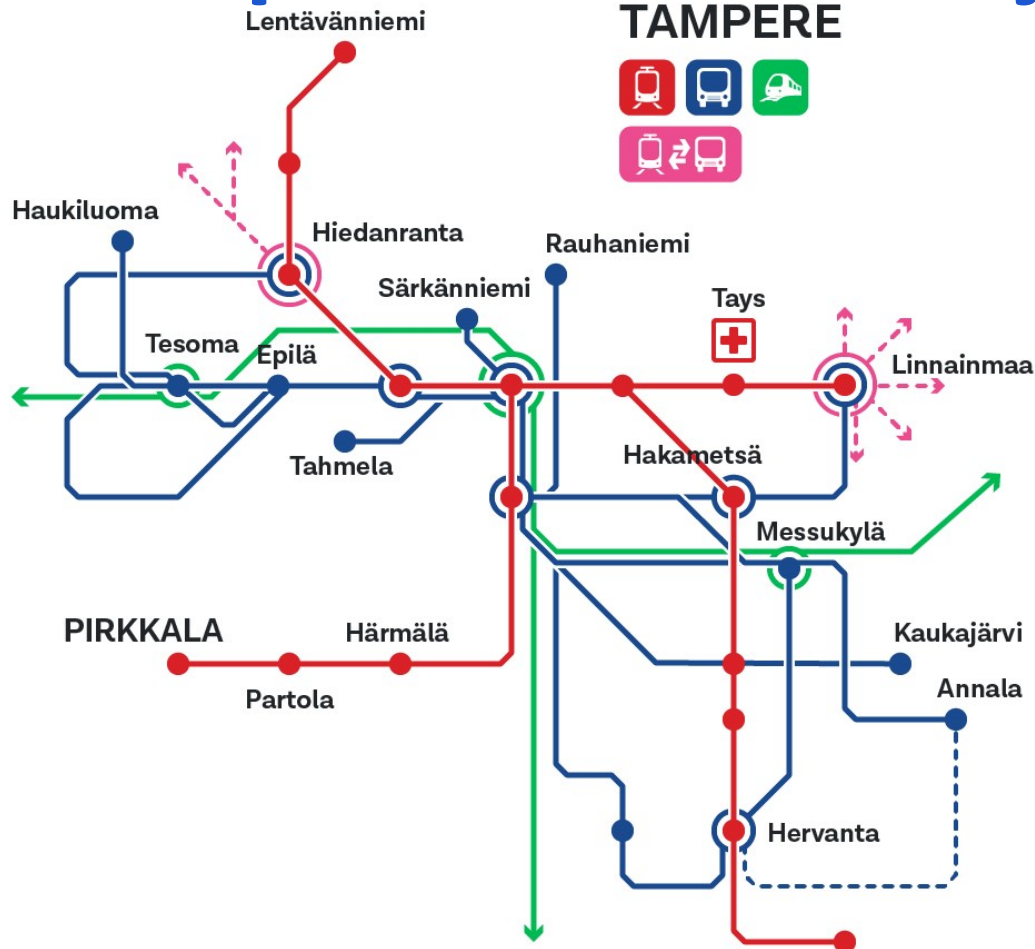 Lentävänniemi
TAMPERE
Haukiluoma
Hiedanranta
Rauhaniemi
Särkänniemi
Tays
Tesoma
Epilä
Linnainmaa
Tahmela
Hakametsä
Messukylä
PIRKKALA
Härmälä
Kaukajärvi
Partola
Annala
Hervanta